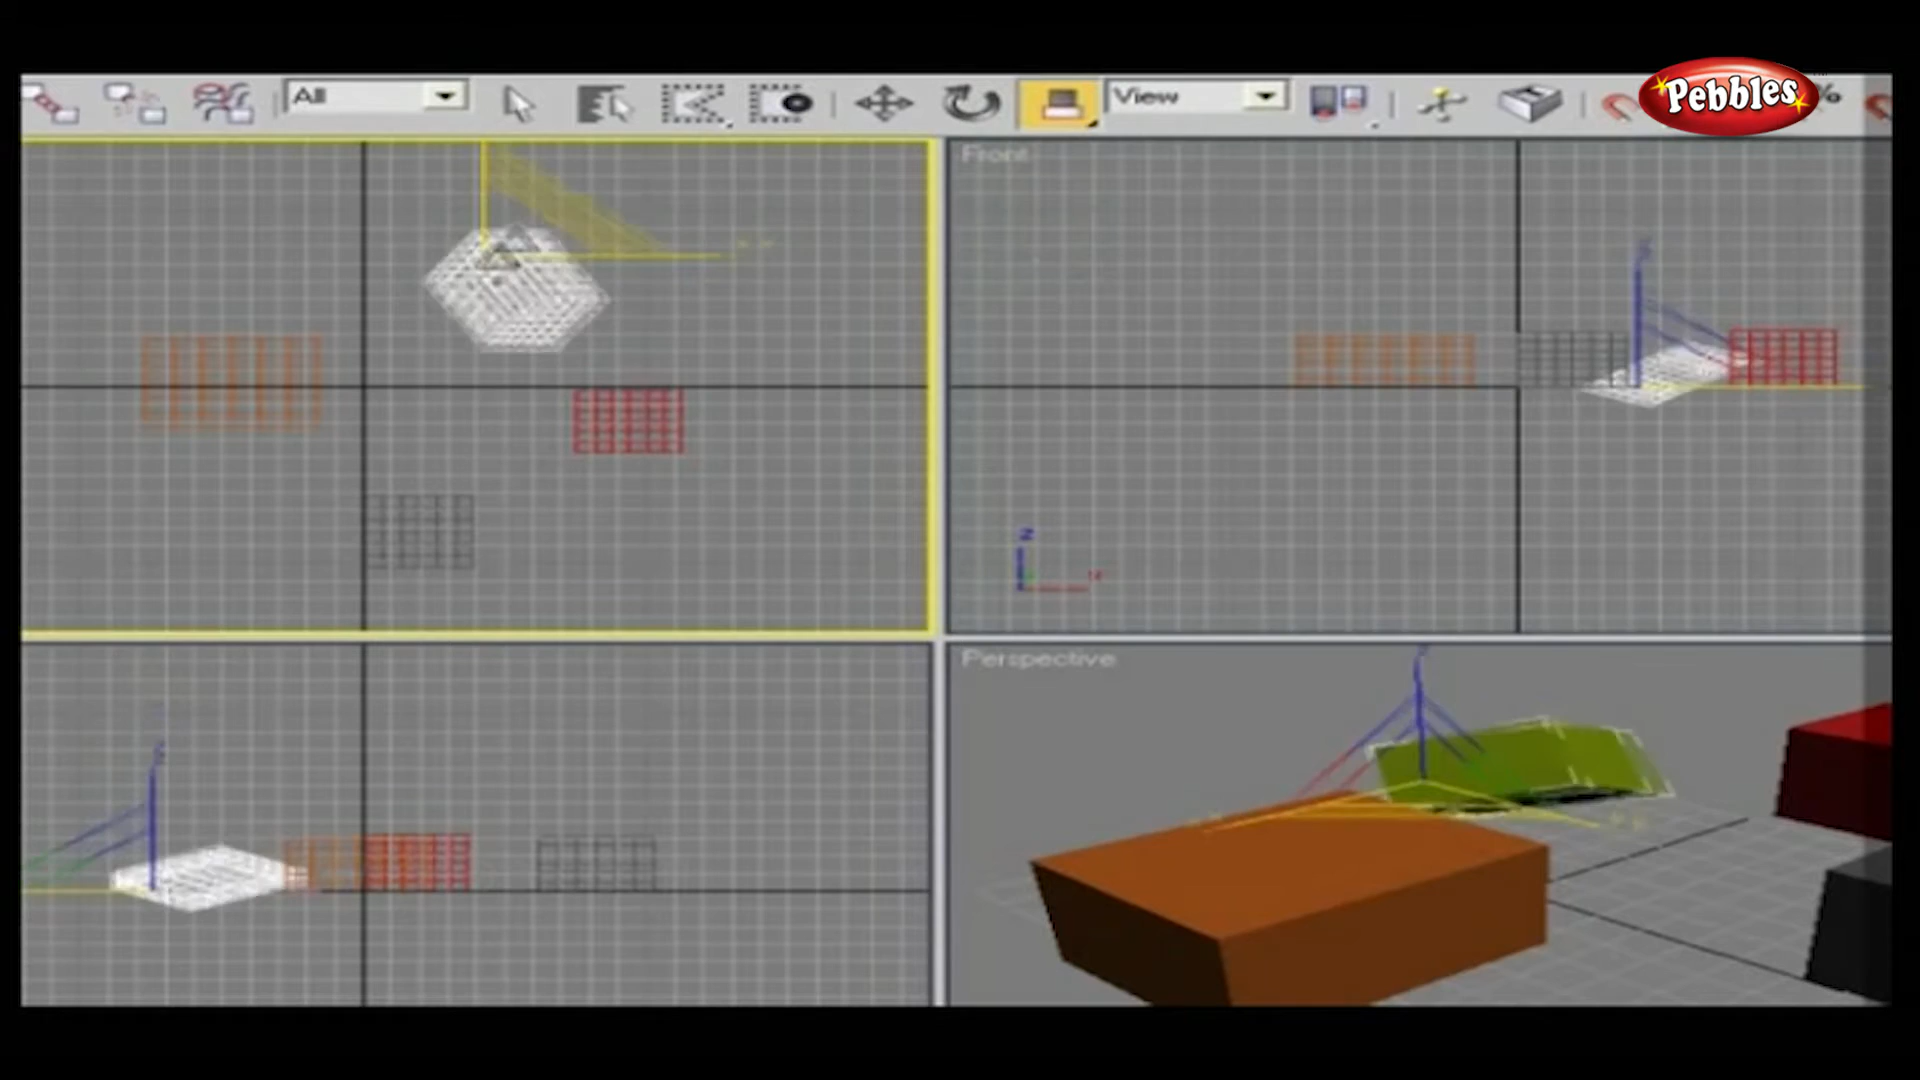 All
View
Pebbles
%
Front
z
x
Perspective